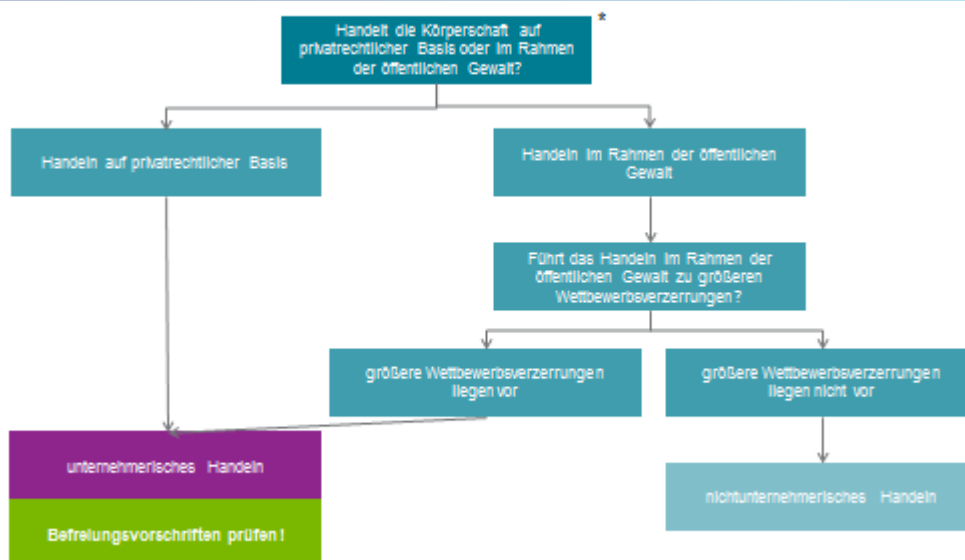 Handelt die Körperschaft auf
privatrechtlicher Basis oder im Rahmen
der öffentlichen Gewalt?
*
Handeln auf privatrechtlicher Basis
Handeln im Rahmen der öffentlichen
Gewalt
Führt das Handeln im Rahmen der
öffentlichen Gewalt zu größeren
Wettbewerbsverzerrungen?
größere Wettbewerbsverzerrungen
liegen vor
größere Wettbewerbsverzerrungen
liegen nicht vor
unternehmerisches Handeln
nichtunternehmerisches Handeln
Befreiungsvorschriften prüfen!